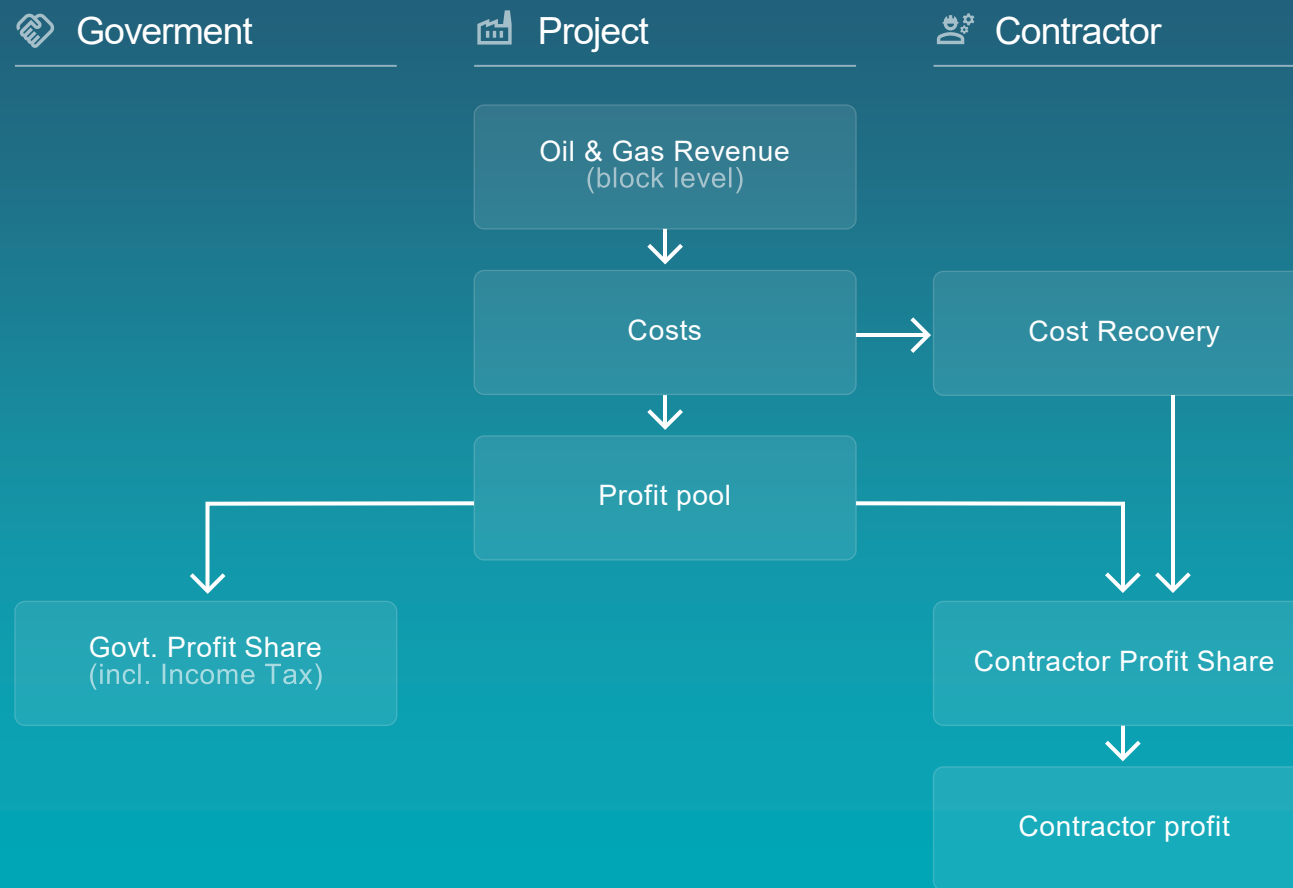 Goverment
Project
Contractor
Oil & Gas Revenue
(block level)
Costs
Cost Recovery
Profit pool
Govt. Profit Share
(incl. Income Tax)
Contractor Profit Share
Contractor profit